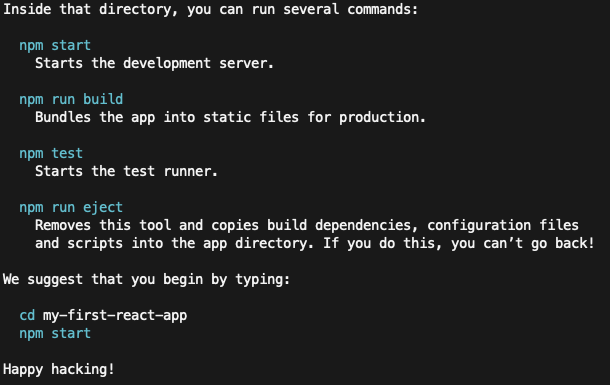 Inside that directory, you can run several commands:
npm start
Starts the development server.
npm run build
Bundles the app into static files for production.
npm test
Starts the test runner.
npm run eject
Removes this tool and copies build dependencies, configuration files
and scripts into the app directory. If you do this, you can’t go back!
We suggest that you begin by typing:
cd my-first-react-app
npm start
Happy hacking!